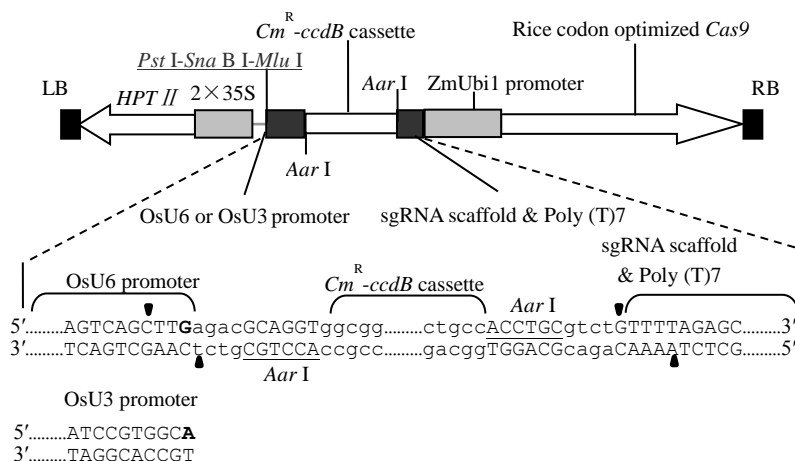 Cm^R-ccdB cassette
Rice codon optimized Cas9
Pst I-Sna B I-Mlu I
LB
HPT Ⅱ
2×35S
Aar I
ZmUbi1 promoter
RB
Aar I
OsU6 or OsU3 promoter
sgRNA scaffold & Poly (T)7
OsU6 promoter
Cm^R-ccdB cassette
Aar I
sgRNA scaffold
& Poly (T)7
5′.........AGTCAGCTTGagacGCAGGTggcgg........ctgccACCTGCgtctGTTTTAGAGC......3′
3′.........TCAGTCGAACtctgCGTCCAccgcc gacggTGGACGcagaCAAAATCTCG......5′
Aar I
OsU3 promoter
5′.........ATCCGTGGCA
3′.........TAGGCACCGT